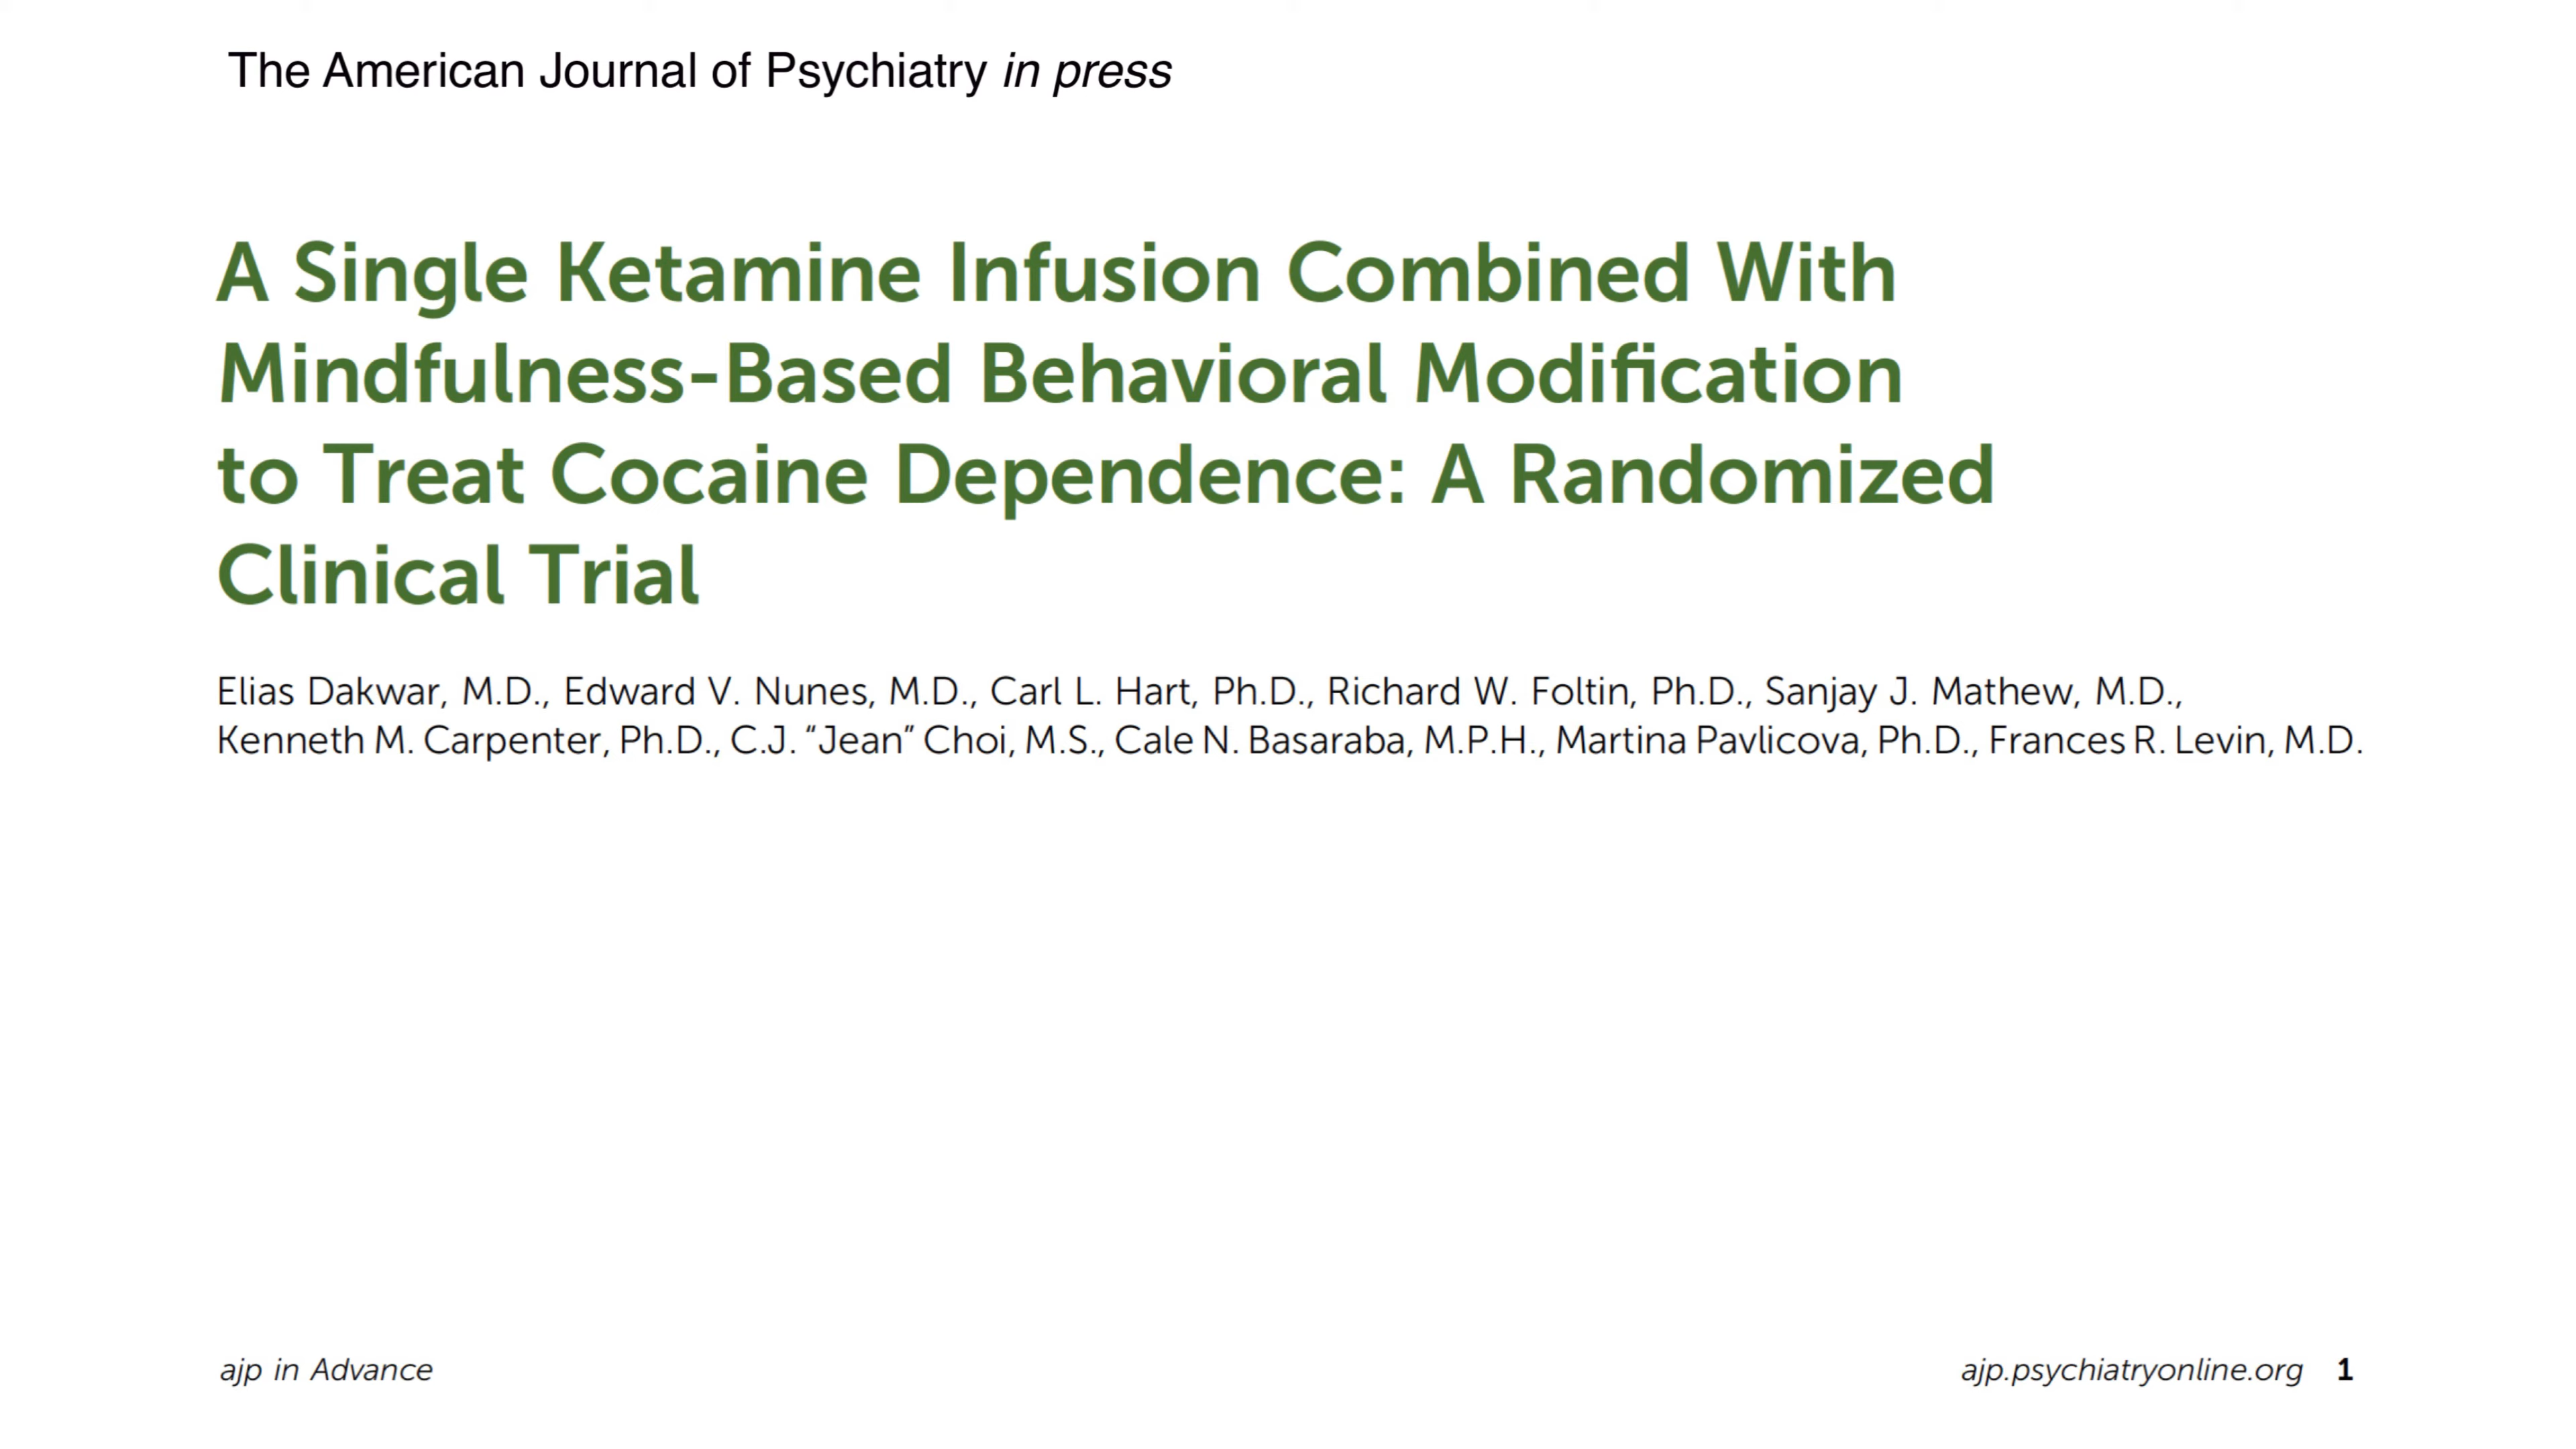 The American Journal of Psychiatry in press
A Single Ketamine Infusion Combined With
Mindfulness-Based Behavioral Modification
to Treat Cocaine Dependence: A Randomized
Clinical Trial
Elias Dakwar, M.D., Edward V. Nunes, M.D., Carl L. Hart, Ph.D., Richard W. Foltin, Ph.D., Sanjay J. Mathew, M.D.,
Kenneth M. Carpenter, Ph.D., C.J. “Jean” Choi, M.S., Cale N. Basaraba, M.P.H., Martina Pavlicova, Ph.D., Frances R. Levin, M.D.
ajp in Advance
ajp.psychiatryonline.org 1